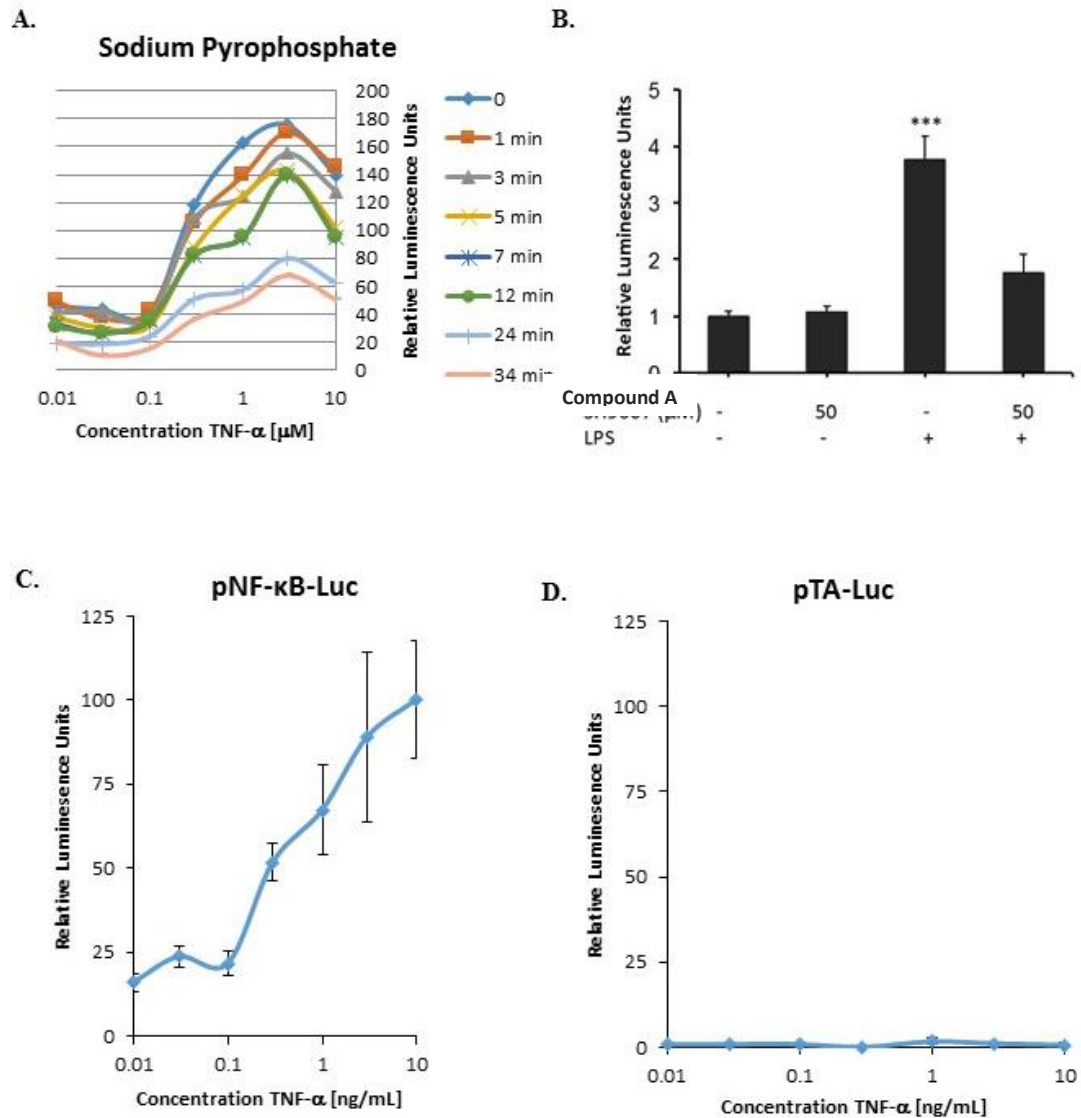 A.
Sodium Pyrophosphate
200
180
160
140
120
100
80
60
40
20
0
Relative Luminescence Units
0.01 0.1 1 10
Concentration TNF-α [µM]
0
1 min
3 min
5 min
7 min
12 min
24 min
34 min
B.
5
4
3
2
1
Relative Luminescence Units
***
Compound A
- 50 - 50
LPS - - + +
C.
pNF-κB-Luc
125
100
75
50
25
0
Relative Luminesence Units
0.01 0.1 1 10
Concentration TNF-α [ng/mL]
D.
pTA-Luc
125
100
75
50
25
0
Relative Luminesence Units
0.01 0.1 1 10
Concentration TNF-α [ng/mL]